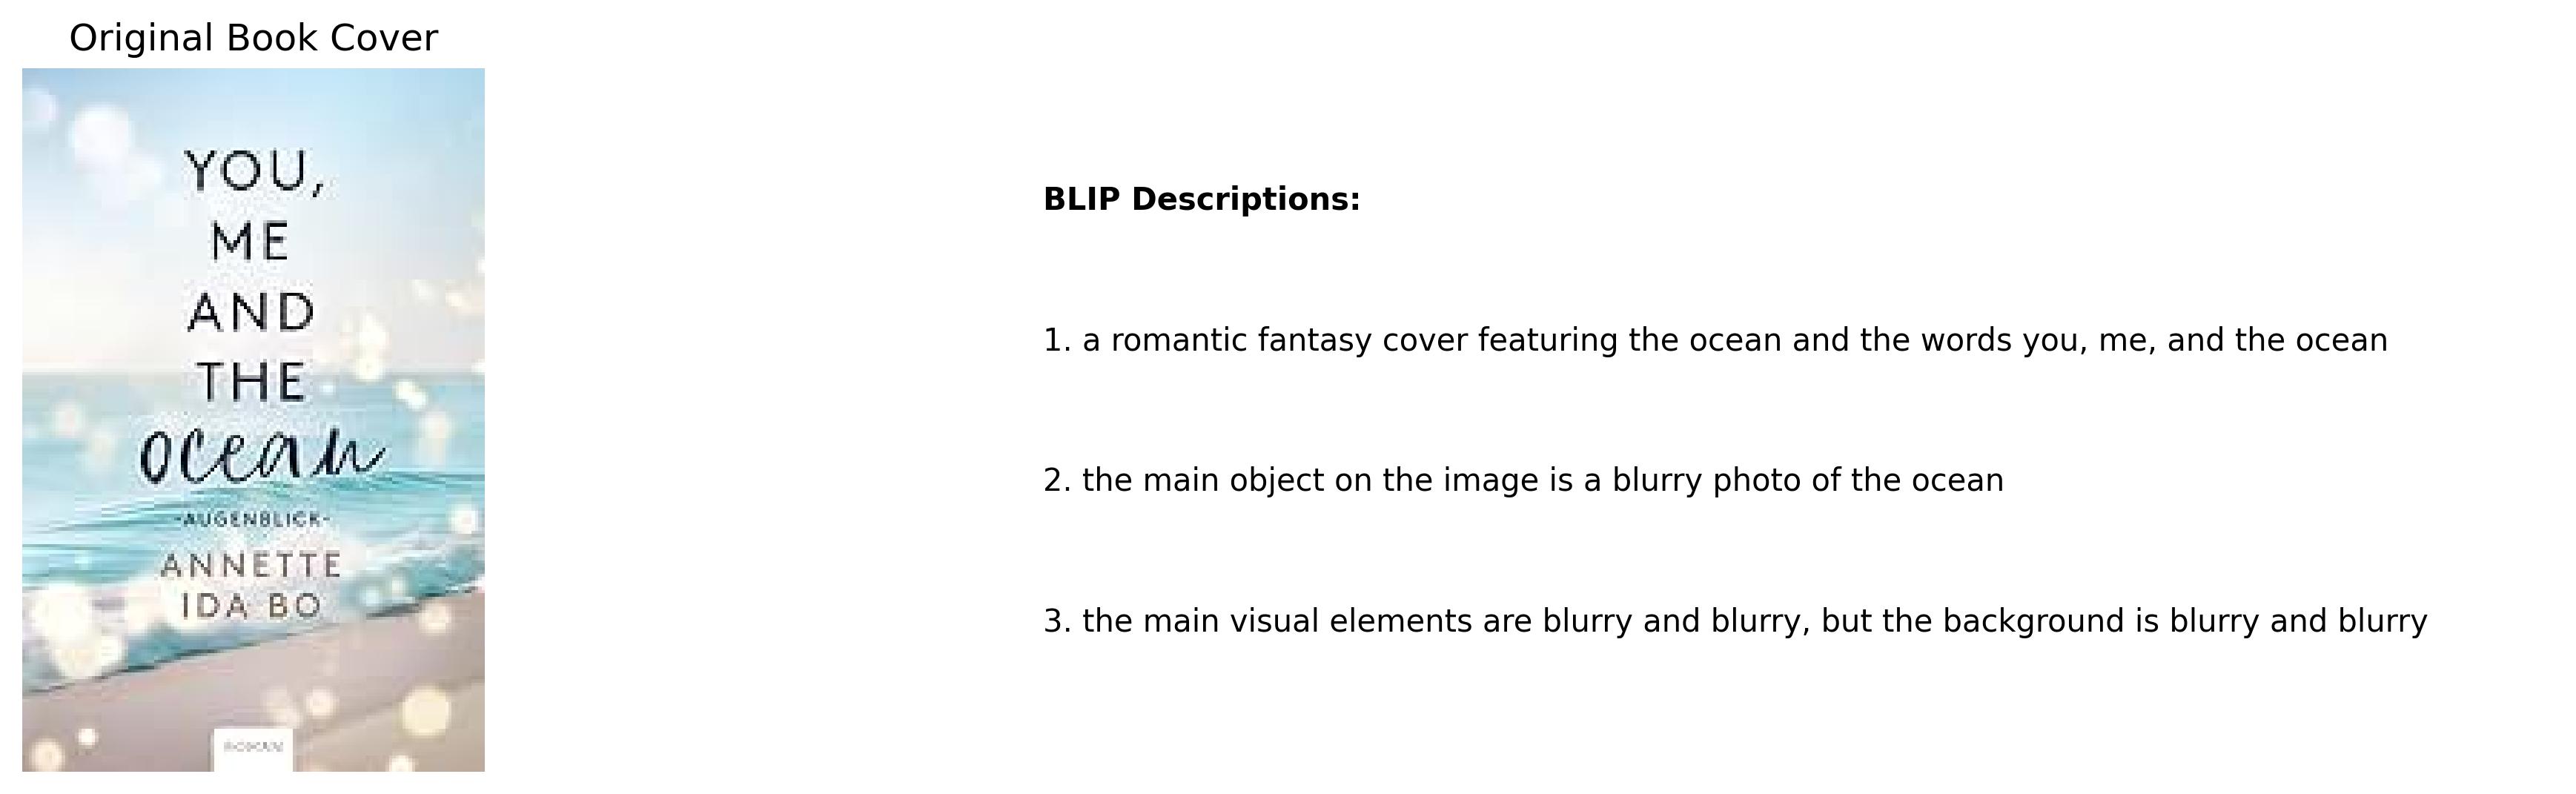 Original Book Cover
YOU,
ME
AND
THE
ocean
-AUGENBLICK-
ANNETTE
IDA BO
BLIP Descriptions:
1. a romantic fantasy cover featuring the ocean and the words you, me, and the ocean
2. the main object on the image is a blurry photo of the ocean
3. the main visual elements are blurry and blurry, but the background is blurry and blurry